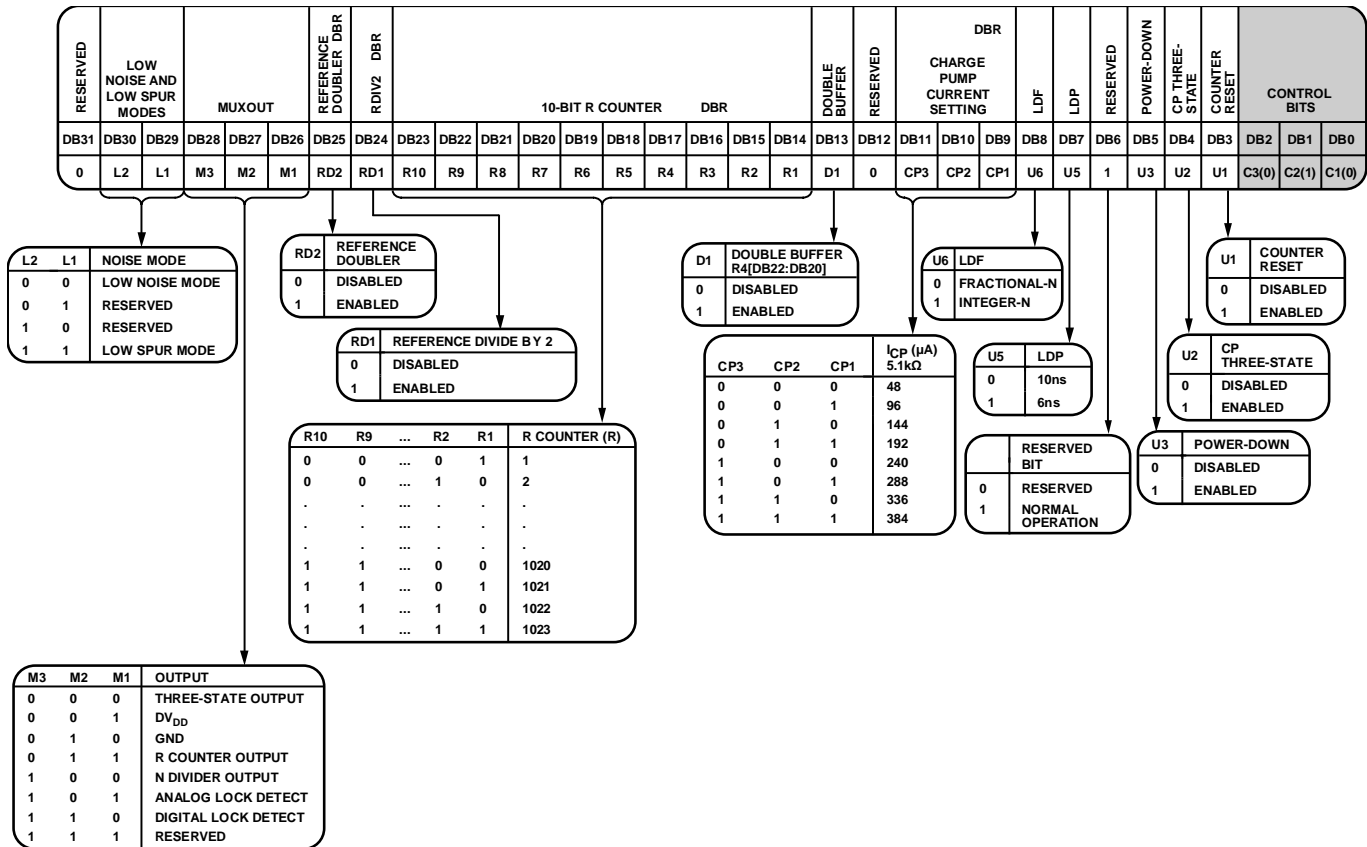 RESERVED
LOW
NOISE AND
LOW SPUR
MODES
MUXOUT
REFERENCE
DOUBLER DBR
RDIV2 DBR
10-BIT R COUNTER DBR
DOUBLE
BUFFER
RESERVED
DBR
CHARGE
PUMP
CURRENT
SETTING
LDF
LDP
RESERVED
POWER-DOWN
CP THREE-
STATE
COUNTER
RESET
CONTROL
BITS
DB31 DB30 DB29 DB28 DB27 DB26 DB25 DB24 DB23 DB22 DB21 DB20 DB19 DB18 DB17 DB16 DB15 DB14 DB13 DB12 DB11 DB10 DB9 DB8 DB7 DB6 DB5 DB4 DB3 DB2 DB1 DB0
0 L2 L1 M3 M2 M1 RD2 RD1 R10 R9 R8 R7 R6 R5 R4 R3 R2 R1 D1 0 CP3 CP2 CP1 U6 U5 1 U3 U2 U1 C3(0) C2(1) C1(0)
L2 L1 NOISE MODE
0 0 LOW NOISE MODE
0 1 RESERVED
1 0 RESERVED
1 1 LOW SPUR MODE
RD2 REFERENCE
DOUBLER
0 DISABLED
1 ENABLED
RD1 REFERENCE DIVIDE BY 2
0 DISABLED
1 ENABLED
R10 R9 ... R2 R1 R COUNTER (R)
0 0 ... 0 1 1
0 0 ... 1 0 2
. . ... . . .
. . ... . . .
. . ... . . .
1 1 ... 0 0 1020
1 1 ... 0 1 1021
1 1 ... 1 0 1022
1 1 ... 1 1 1023
D1 DOUBLE BUFFER
R4[DB22:DB20]
0 DISABLED
1 ENABLED
U6 LDF
0 FRACTIONAL-N
1 INTEGER-N
U1 COUNTER
RESET
0 DISABLED
1 ENABLED
CP3 CP2 CP1 ICP (µA)
5.1kΩ
0 0 0 48
0 0 1 96
0 1 0 144
0 1 1 192
1 0 0 240
1 0 1 288
1 1 0 336
1 1 1 384
U5 LDP
0 10ns
1 6ns
U2 CP
THREE-STATE
0 DISABLED
1 ENABLED
RESERVED
BIT
0 RESERVED
1 NORMAL
OPERATION
U3 POWER-DOWN
0 DISABLED
1 ENABLED
M3 M2 M1 OUTPUT
0 0 0 THREE-STATE OUTPUT
0 0 1 DVDD
0 1 0 GND
0 1 1 R COUNTER OUTPUT
1 0 0 N DIVIDER OUTPUT
1 0 1 ANALOG LOCK DETECT
1 1 0 DIGITAL LOCK DETECT
1 1 1 RESERVED